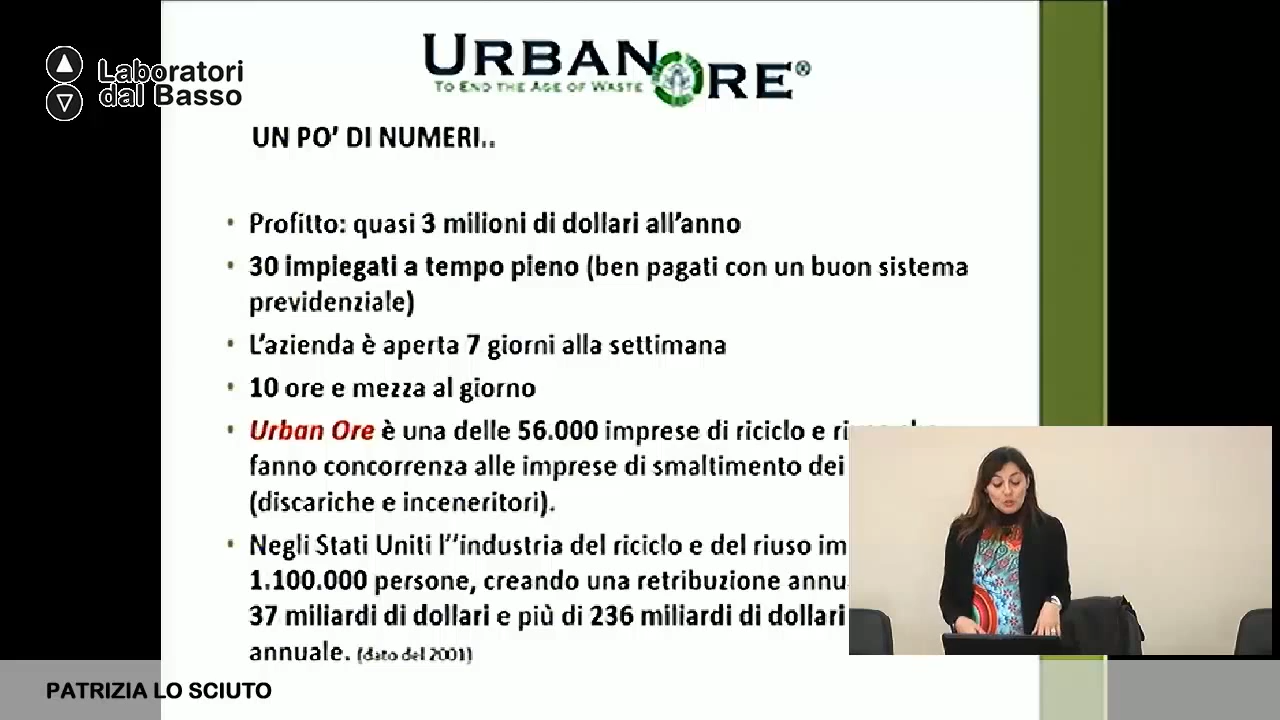 Laboratori
dal Basso
URBAN ORE®
TO END THE AGE OF WASTE
UN PO' DI NUMERI..
• Profitto: quasi 3 milioni di dollari all'anno
• 30 impiegati a tempo pieno (ben pagati con un buon sistema
previdenziale)
• L'azienda è aperta 7 giorni alla settimana
• 10 ore e mezza al giorno
• Urban Ore è una delle 56.000 imprese di riciclo e
fanno concorrenza alle imprese di smaltimento dei
(discariche e inceneritori).
• Negli Stati Uniti l''industria del riciclo e del riuso im
1.100.000 persone, creando una retribuzione annu
37 miliardi di dollari e più di 236 miliardi di dollari
annuale. (dato del 2001)
PATRIZIA LO SCIUTO